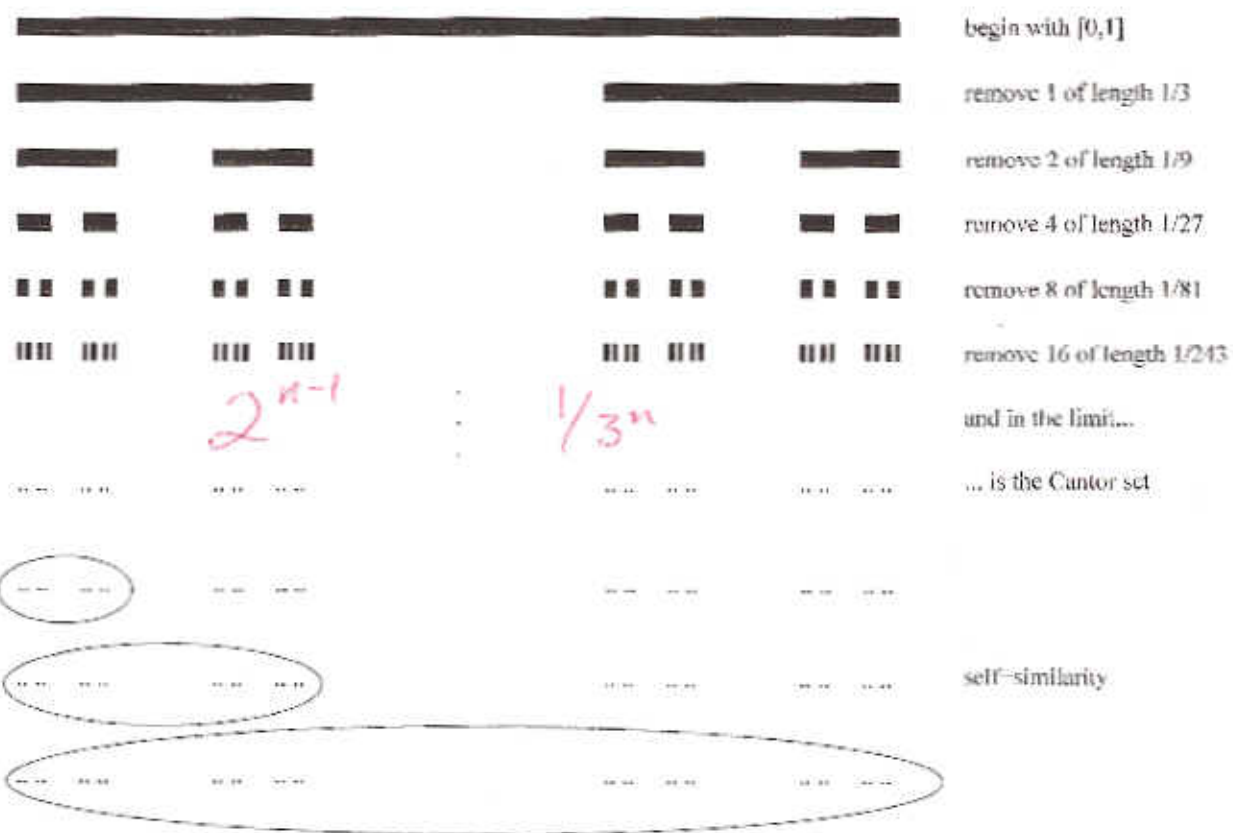 begin with [0,1]
remove 1 of length 1/3
remove 2 of length 1/9
remove 4 of length 1/27
remove 8 of length 1/81
remove 16 of length 1/243
2^{n-1} 1/3^n
and in the limit...
... is the Cantor set
self-similarity